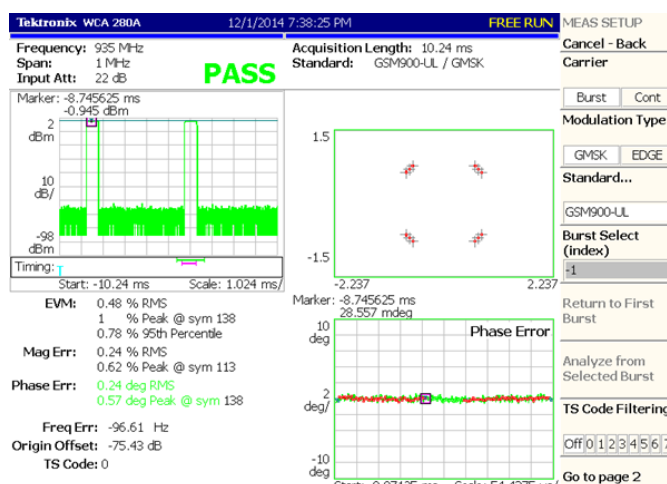 Tektronix WCA 280A 12/1/2014 7:38:25 PM FREE RUN
Frequency: 935 MHz
Span: 1 MHz
Input Att: 22 dB
PASS
Acquisition Length: 10.24 ms
Standard: GSM900-UL / GMSK
Marker: -8.745625 ms
-0.945 dBm
2
dBm
10
dB/
-98
dBm
Timing: T
Start: -10.24 ms Scale: 1.024 ms/
1.5
-1.5
-2.237 2.237
EVM: 0.48 % RMS
1 % Peak @ sym 138
0.78 % 95th Percentile
Mag Err: 0.24 % RMS
0.62 % Peak @ sym 113
Phase Err: 0.24 deg RMS
0.57 deg Peak @ sym 138
Freq Err: -96.61 Hz
Origin Offset: -75.43 dB
TS Code: 0
Marker: -8.745625 ms
28.557 mdeg
10
deg
Phase Error
2
deg/
-10
deg
MEAS SETUP
Cancel - Back
Carrier
Burst Cont
Modulation Type
GMSK EDGE
Standard...
GSM900-UL
Burst Select
(index)
-1
Return to First
Burst
Analyze from
Selected Burst
TS Code Filtering
Off 0 1 2 3 4 5 6 7
Go to page 2